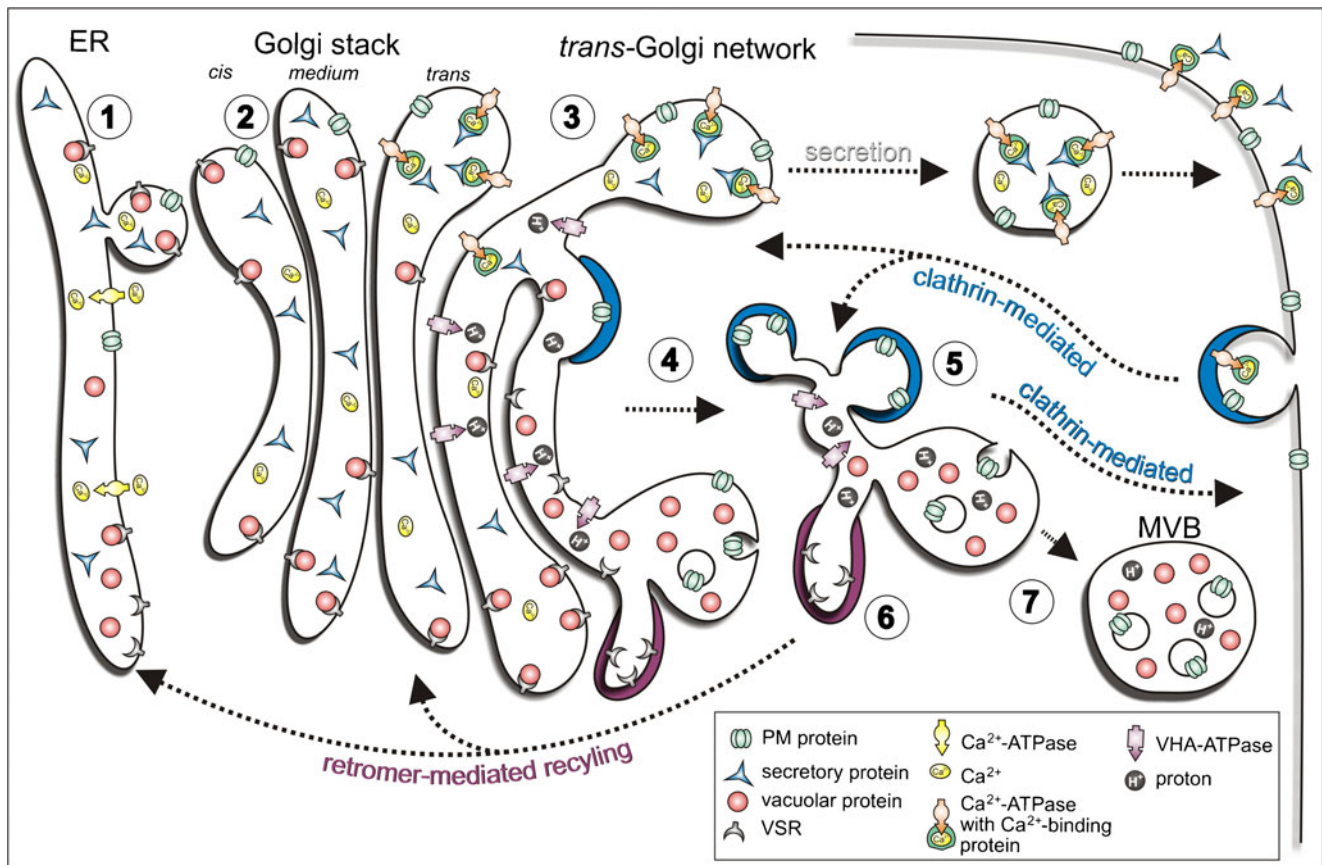 ER
Golgi stack
cis
medium
trans
trans-Golgi network
1
2
3
secretion
clathrin-mediated
4
5
clathrin-mediated
MVB
6
7
retromer-mediated recyling
PM protein
secretory protein
vacuolar protein
VSR
Ca²⁺-ATPase
Ca²⁺
Ca²⁺-ATPase
with Ca²⁺-binding
protein
VHA-ATPase
H⁺ proton